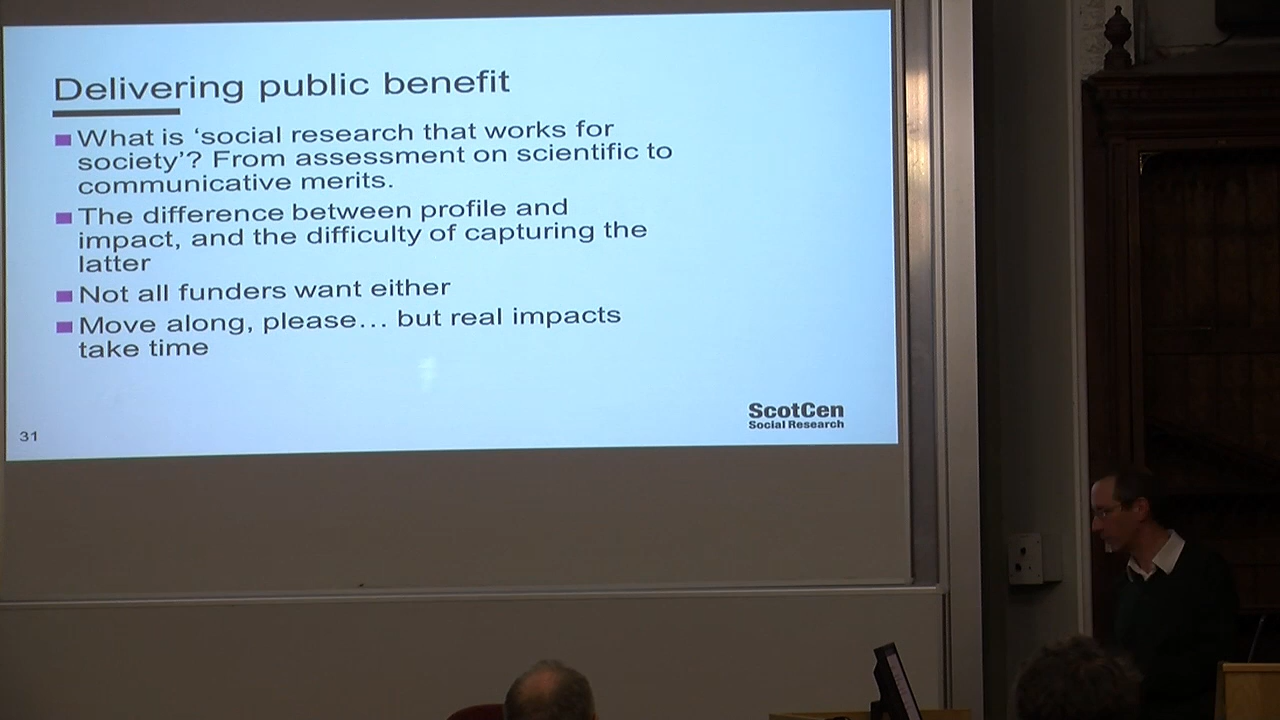 Delivering public benefit
What is ‘social research that works for
society’? From assessment on scientific to
communicative merits.
The difference between profile and
impact, and the difficulty of capturing the
latter
Not all funders want either
Move along, please… but real impacts
take time
ScotCen
Social Research
31